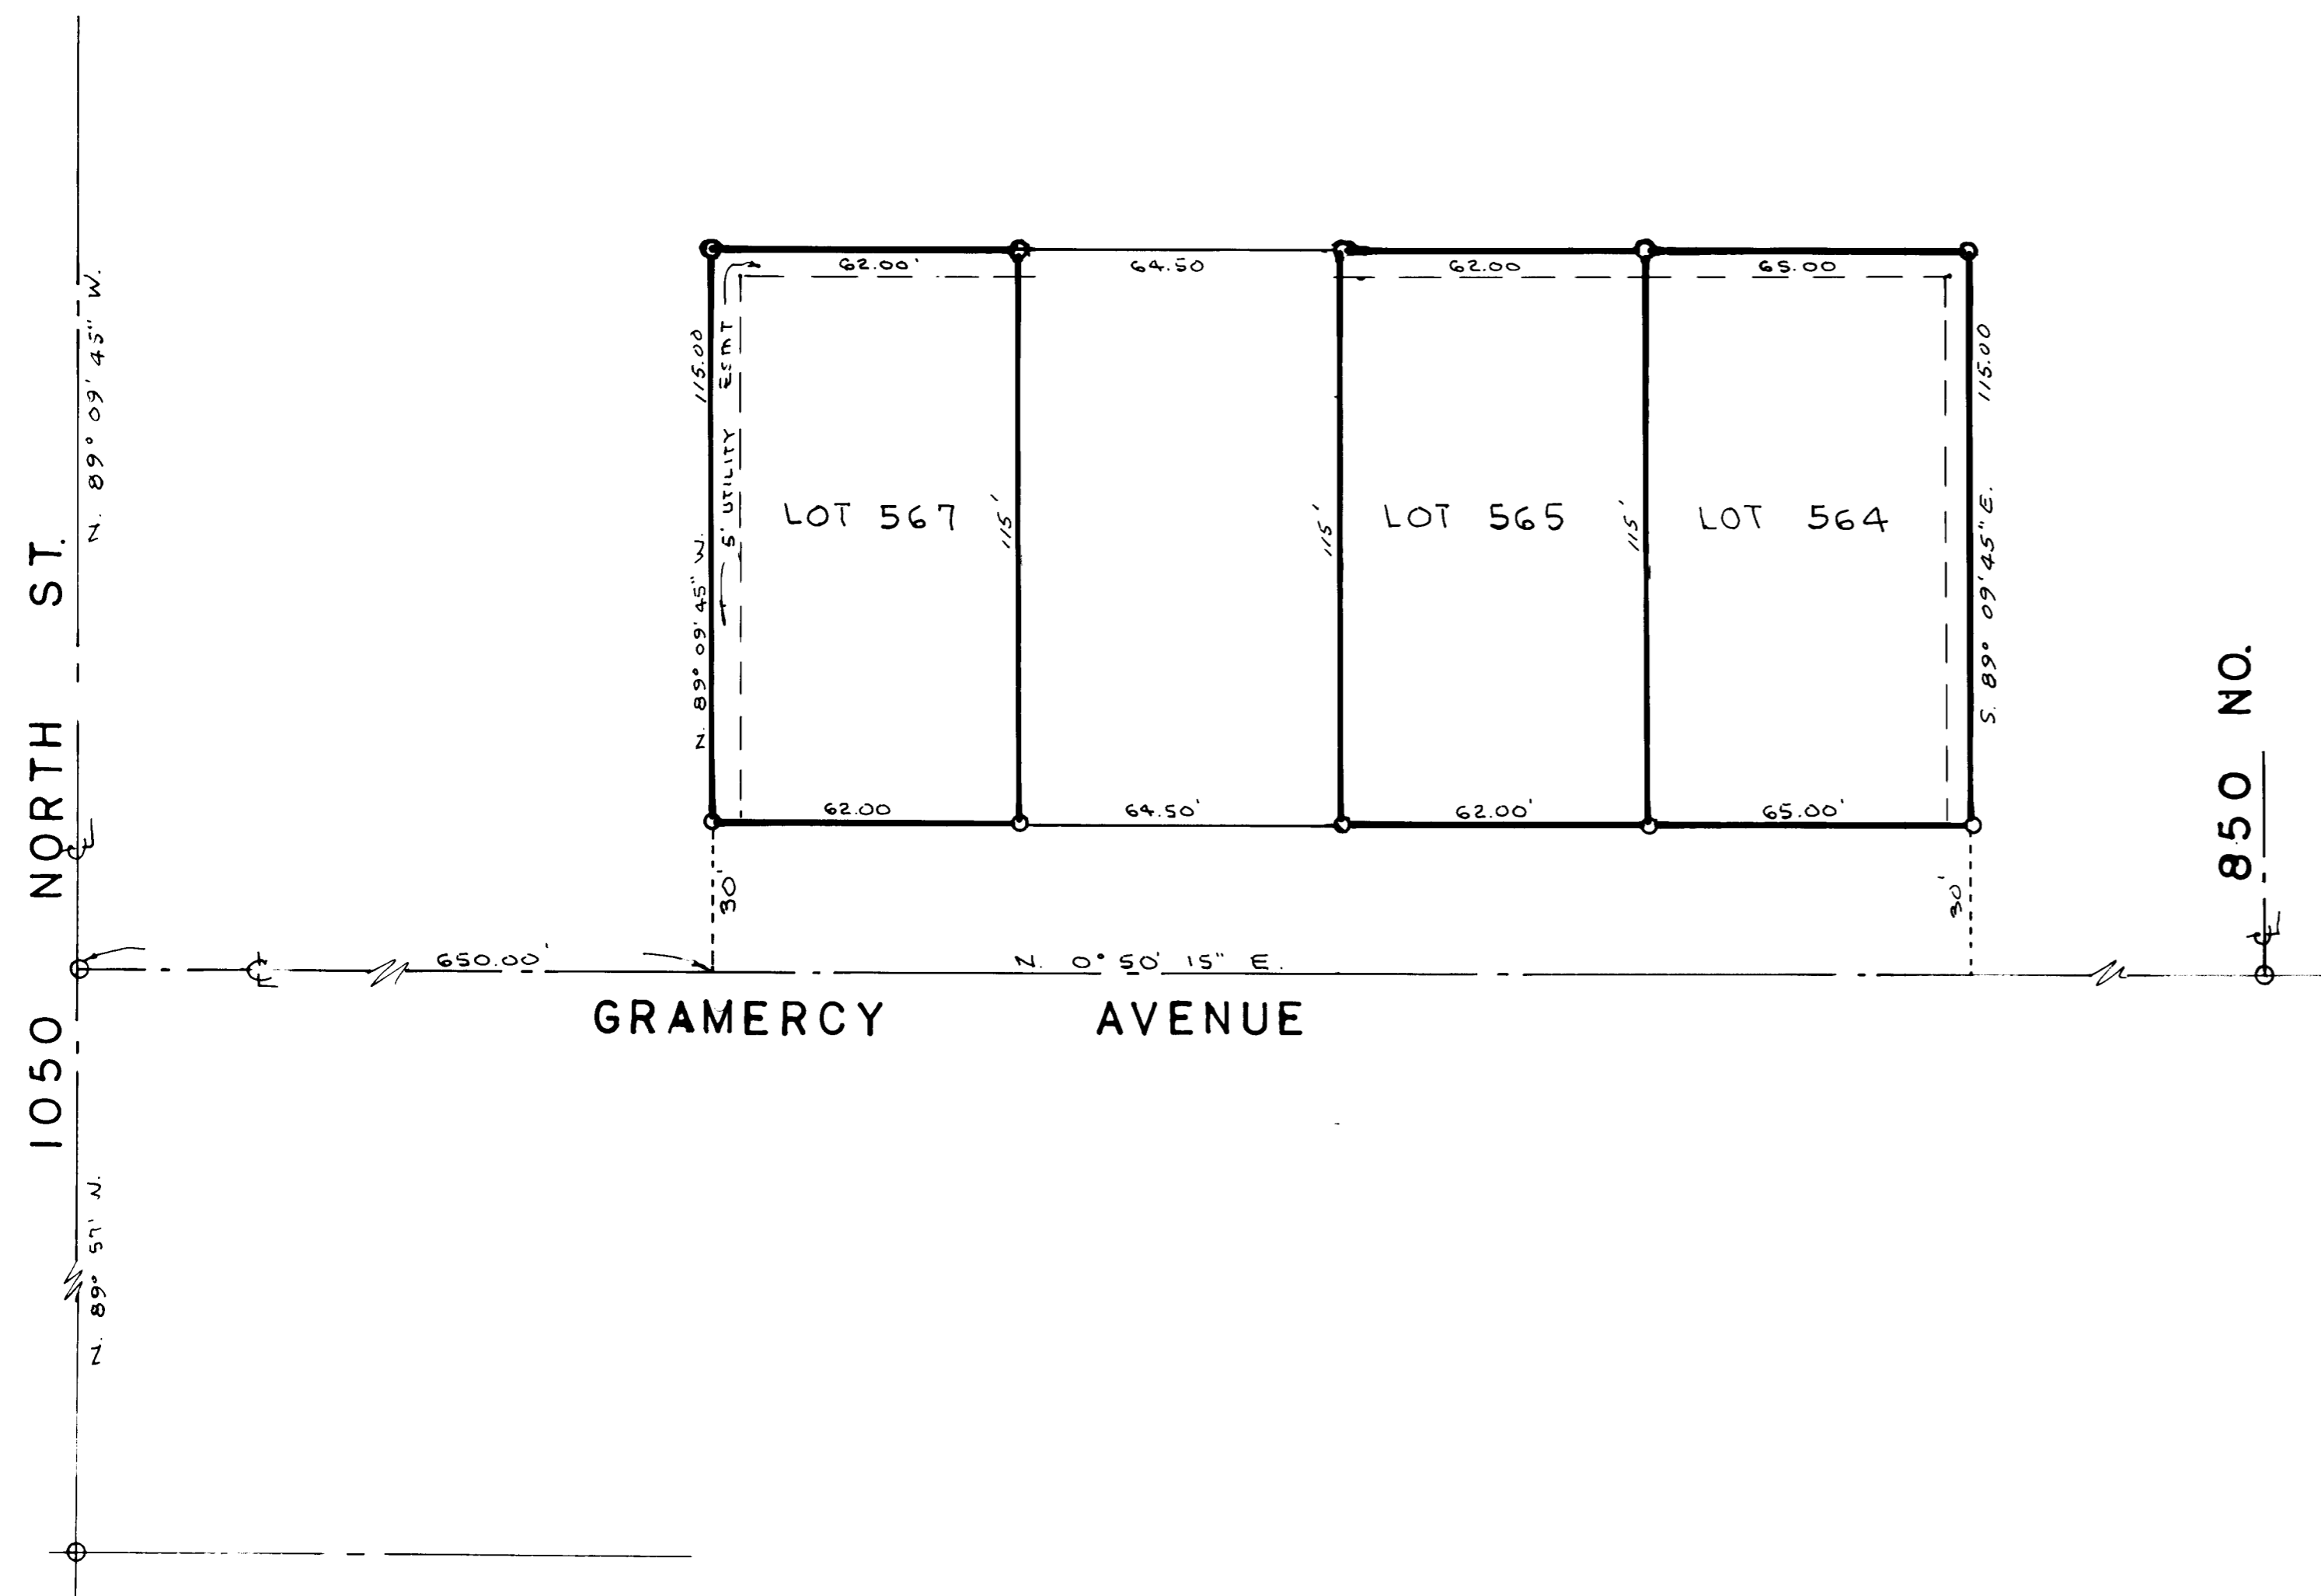 N. 89° 09' 45" W.
1050 NORTH ST.
N. 89° 57' W.
62.00'
64.50
62.00
65.00
115.00
N. 89° 09' 45" W.
5' UTILITY ESMT
LOT 567
115'
115'
LOT 565
115'
LOT 564
115.00
S. 89° 09' 45" E.
62.00
64.50'
62.00'
65.00'
30'
30'
850 NO.
650.00'
N. 0° 50' 15" E.
GRAMERCY AVENUE